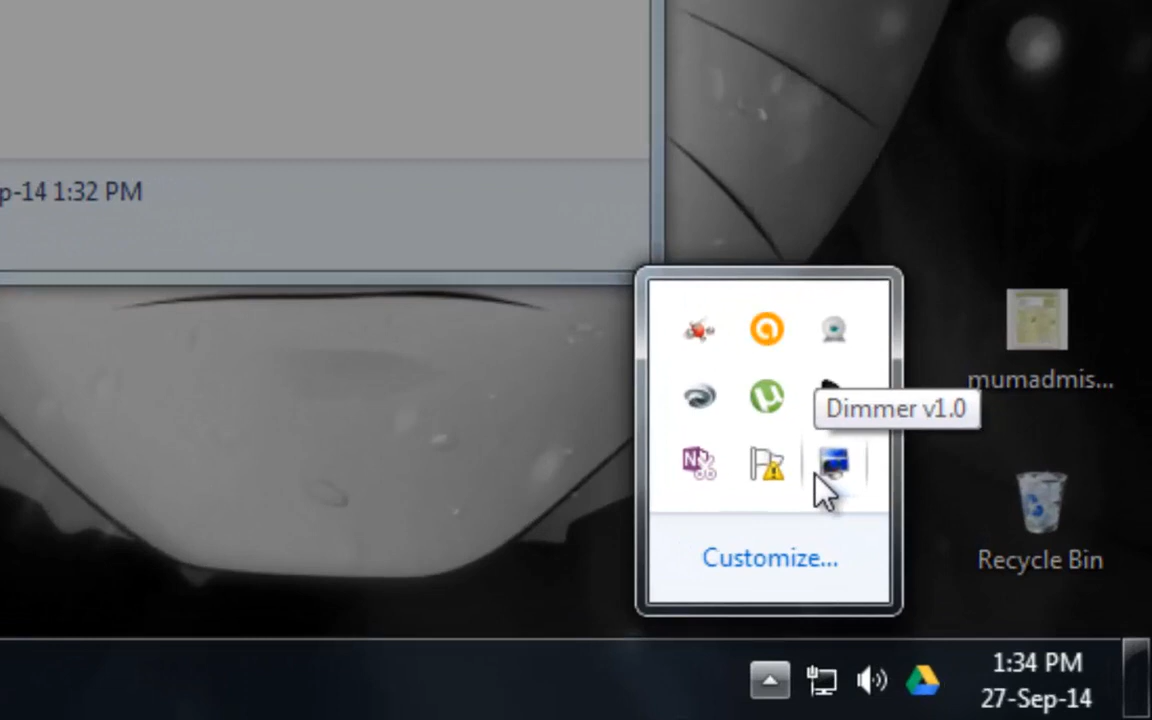 p-14 1:32 PM
mumadmis...
Dimmer v1.0
N
Recycle Bin
Customize...
1:34 PM
27-Sep-14